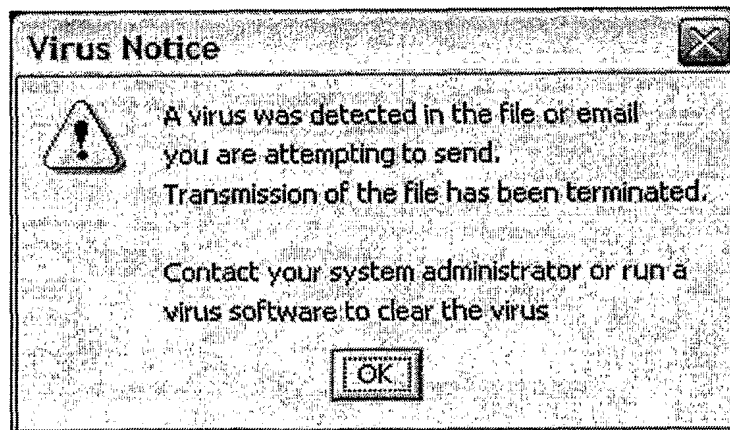 Virus Notice
A virus was detected in the file or email
you are attempting to send.
Transmission of the file has been terminated.
Contact your system administrator or run a
virus software to clear the virus
OK